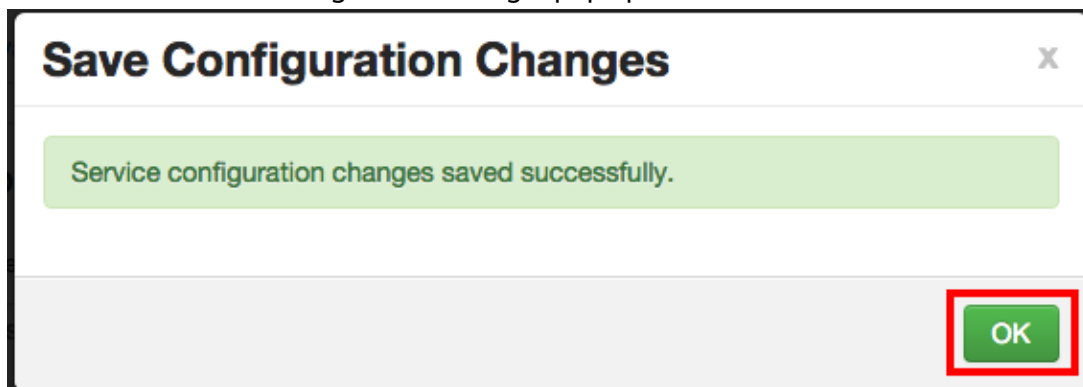 Save Configuration Changes
x
Service configuration changes saved successfully.
OK